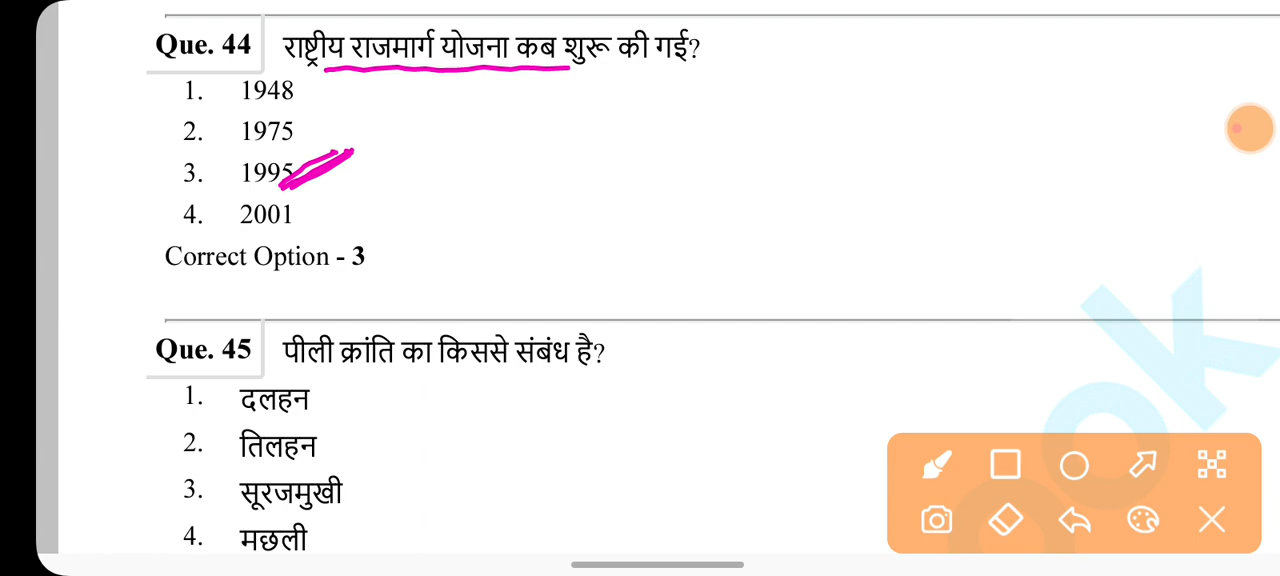 Que. 44 राष्ट्रीय राजमार्ग योजना कब शुरू की गई?
1. 1948
2. 1975
3. 1995
4. 2001
Correct Option - 3
Que. 45 पीली क्रांति का किससे संबंध है?
1. दलहन
2. तिलहन
3. सूरजमुखी
4. मछली
ok